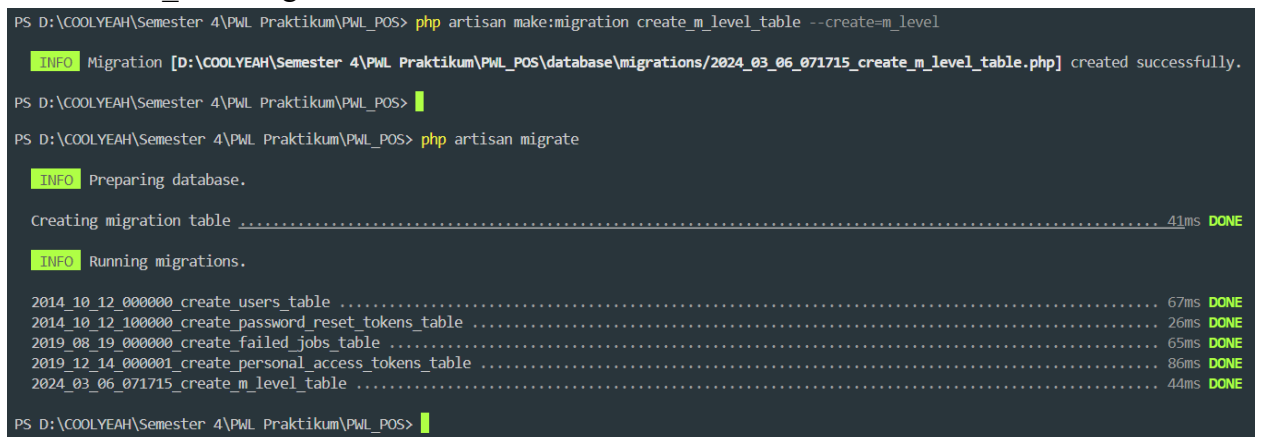 PS D:\COOLYEAH\Semester 4\PWL Praktikum\PWL_POS> php artisan make:migration create_m_level_table --create=m_level
INFO Migration [D:\COOLYEAH\Semester 4\PWL Praktikum\PWL_POS\database\migrations/2024_03_06_071715_create_m_level_table.php] created successfully.
PS D:\COOLYEAH\Semester 4\PWL Praktikum\PWL_POS>
PS D:\COOLYEAH\Semester 4\PWL Praktikum\PWL_POS> php artisan migrate
INFO Preparing database.
Creating migration table ........................................ 41ms DONE
INFO Running migrations.
2014_10_12_000000_create_users_table ........................................ 67ms DONE
2014_10_12_100000_create_password_reset_tokens_table ........................................ 26ms DONE
2019_08_19_000000_create_failed_jobs_table ........................................ 65ms DONE
2019_12_14_000001_create_personal_access_tokens_table ........................................ 86ms DONE
2024_03_06_071715_create_m_level_table ........................................ 44ms DONE
PS D:\COOLYEAH\Semester 4\PWL Praktikum\PWL_POS>